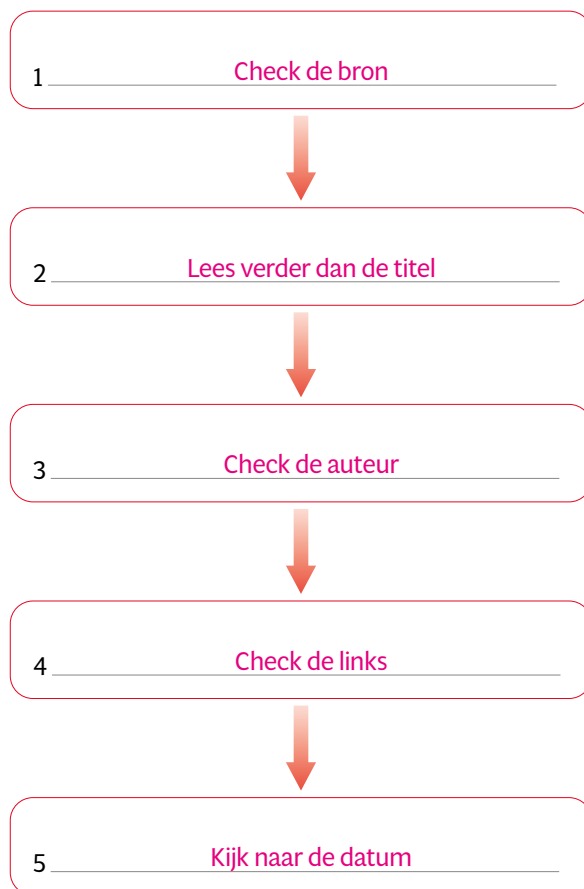 1 Check de bron
2 Lees verder dan de titel
3 Check de auteur
4 Check de links
5 Kijk naar de datum